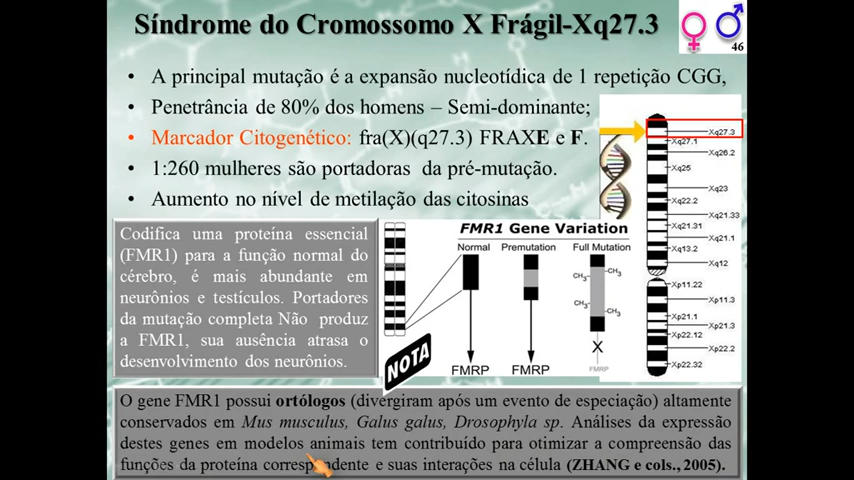 Síndrome do Cromossomo X Frágil-Xq27.3
46
• A principal mutação é a expansão nucleotídica de 1 repetição CGG,
• Penetrância de 80% dos homens – Semi-dominante;
• Marcador Citogenético: fra(X)(q27.3) FRAXE e F.
• 1:260 mulheres são portadoras da pré-mutação.
• Aumento no nível de metilação das citosinas
Codifica uma proteína essencial
(FMR1) para a função normal do
cérebro, é mais abundante em
neurônios e testículos. Portadores
da mutação completa Não produz
a FMR1, sua ausência atrasa o
desenvolvimento dos neurônios.
FMR1 Gene Variation
Normal Premutation Full Mutation
CH3
CH3
CH3
CH3
X
FMRP FMRP FMRP
NOTA
Xq27.3
Xq27.1
Xq26.2
Xq25
Xq23
Xq22.2
Xq21.33
Xq21.31
Xq21.1
Xq13.2
Xq12
Xp11.22
Xp11.3
Xp21.1
Xp21.3
Xp22.12
Xp22.2
Xp22.32
O gene FMR1 possui ortólogos (divergiram após um evento de especiação) altamente
conservados em Mus musculus, Galus galus, Drosophyla sp. Análises da expressão
destes genes em modelos animais tem contribuído para otimizar a compreensão das
funções da proteína correspondente e suas interações na célula (ZHANG e cols., 2005).